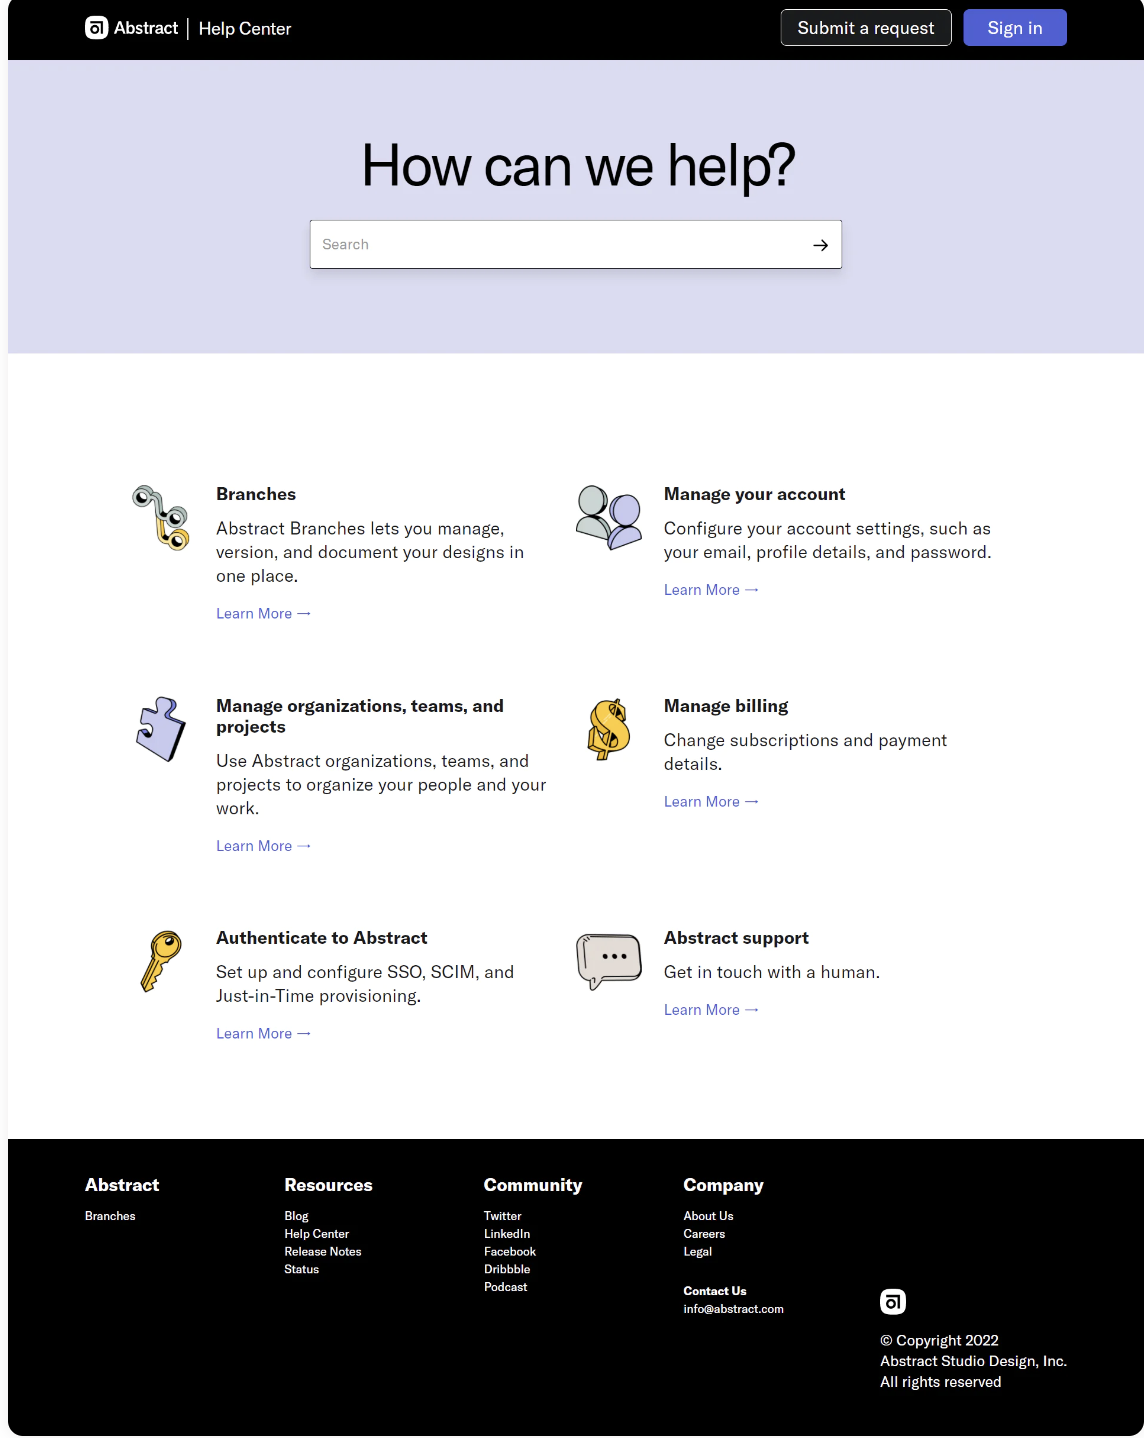 Abstract | Help Center
Submit a request
Sign in
How can we help?
Search →
Branches
Abstract Branches lets you manage,
version, and document your designs in
one place.
Learn More →
Manage your account
Configure your account settings, such as
your email, profile details, and password.
Learn More →
Manage organizations, teams, and
projects
Use Abstract organizations, teams, and
projects to organize your people and your
work.
Learn More →
Manage billing
Change subscriptions and payment
details.
Learn More →
Authenticate to Abstract
Set up and configure SSO, SCIM, and
Just-in-Time provisioning.
Learn More →
Abstract support
Get in touch with a human.
Learn More →
Abstract
Branches
Resources
Blog
Help Center
Release Notes
Status
Community
Twitter
LinkedIn
Facebook
Dribbble
Podcast
Company
About Us
Careers
Legal
Contact Us
info@abstract.com
© Copyright 2022
Abstract Studio Design, Inc.
All rights reserved